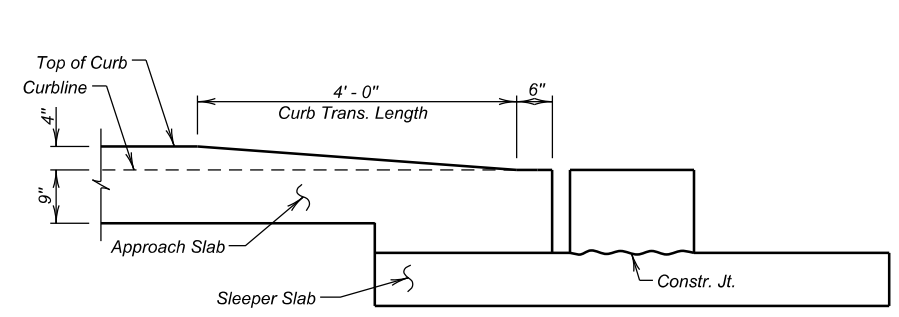 Top of Curb
Curbline
4' - 0"
6"
Curb Trans. Length
4"
9"
Approach Slab
Sleeper Slab
Constr. Jt.